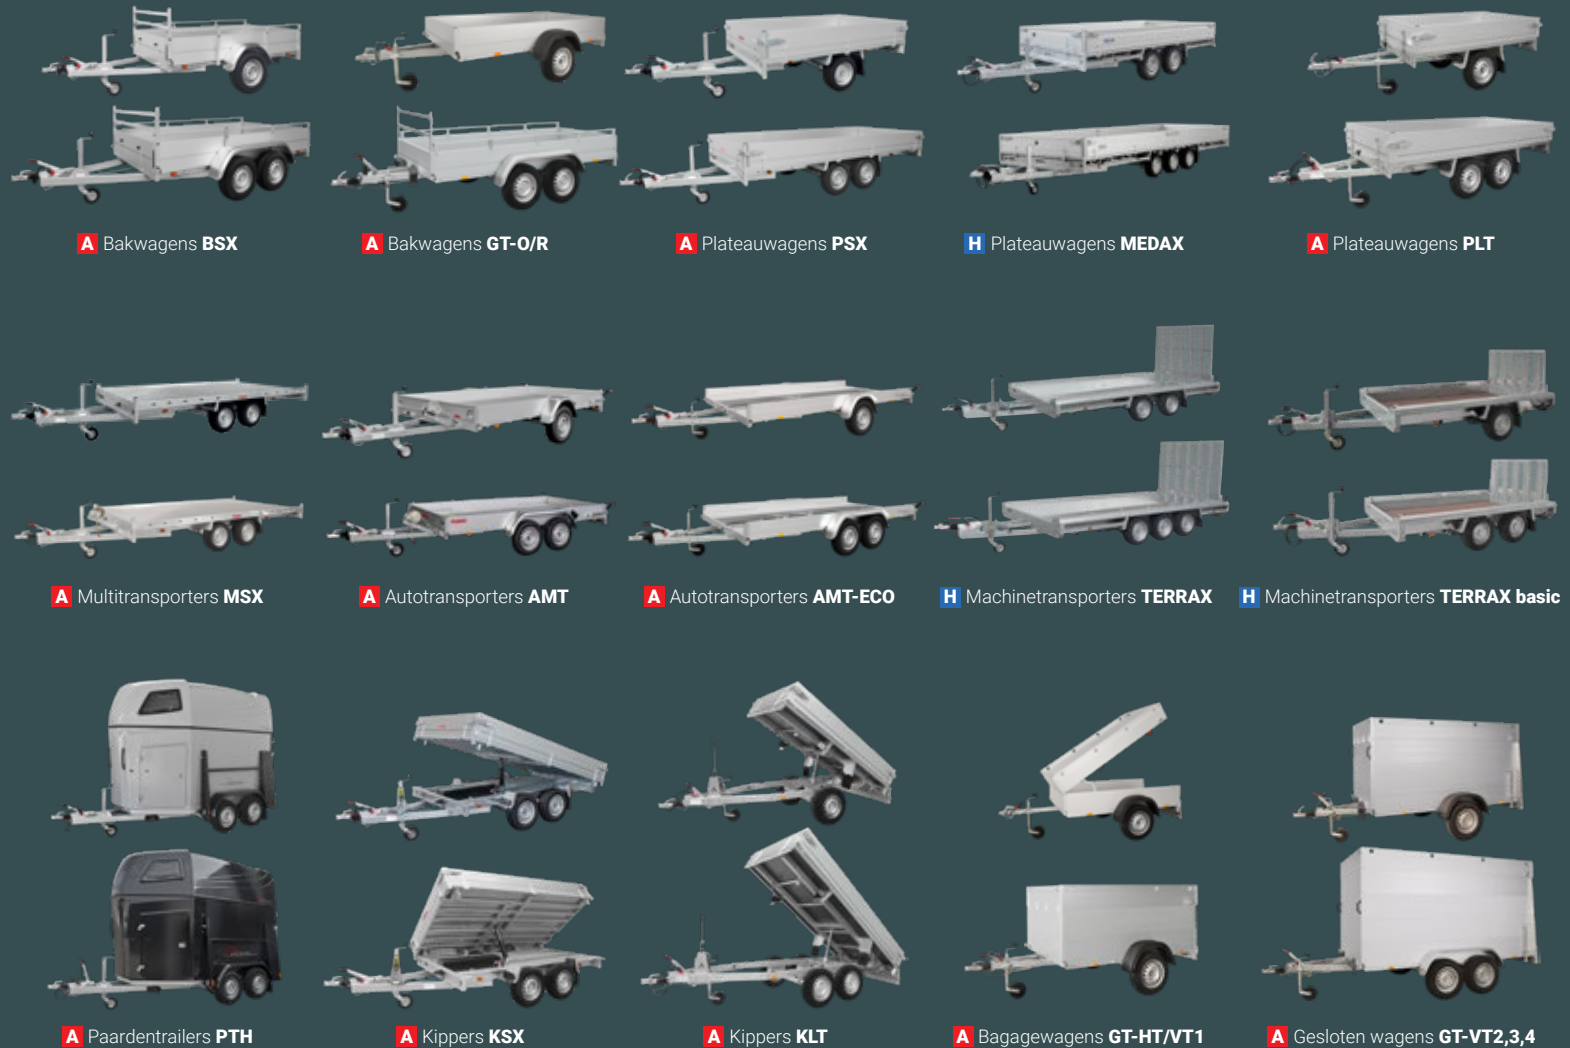 A Bakwagens BSX
A Bakwagens GT-O/R
A Plateauwagens PSX
H Plateauwagens MEDAX
A Plateauwagens PLT
A Multitransporters MSX
A Autotransporters AMT
A Autotransporters AMT-ECO
H Machinetransporters TERRAX
H Machinetransporters TERRAX basic
A Paardentrailers PTH
A Kippers KSX
A Kippers KLT
A Bagagewagens GT-HT/VT1
A Gesloten wagens GT-VT2,3,4